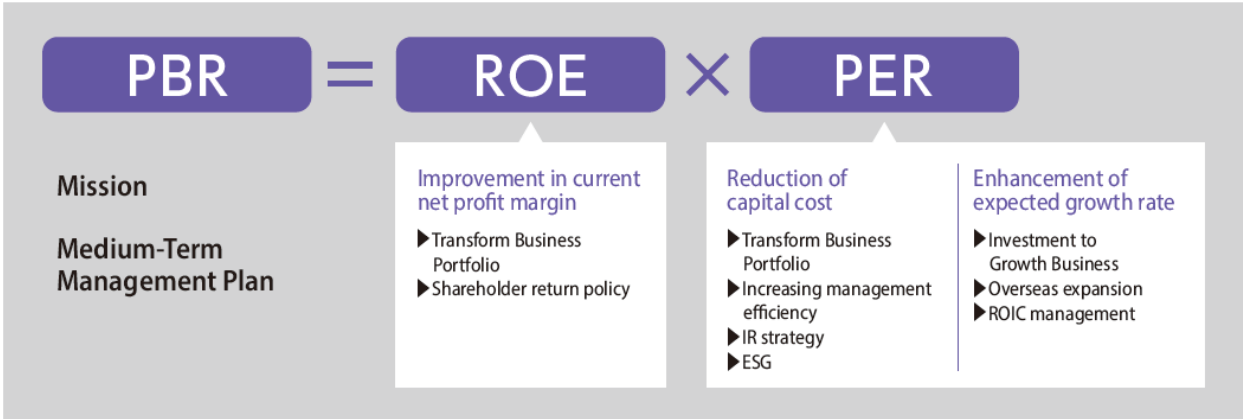 PBR = ROE × PER
Mission
Medium-Term
Management Plan
Improvement in current
net profit margin
▶Transform Business
Portfolio
▶Shareholder return policy
Reduction of
capital cost
▶Transform Business
Portfolio
▶Increasing management
efficiency
▶IR strategy
▶ESG
Enhancement of
expected growth rate
▶Investment to
Growth Business
▶Overseas expansion
▶ROIC management